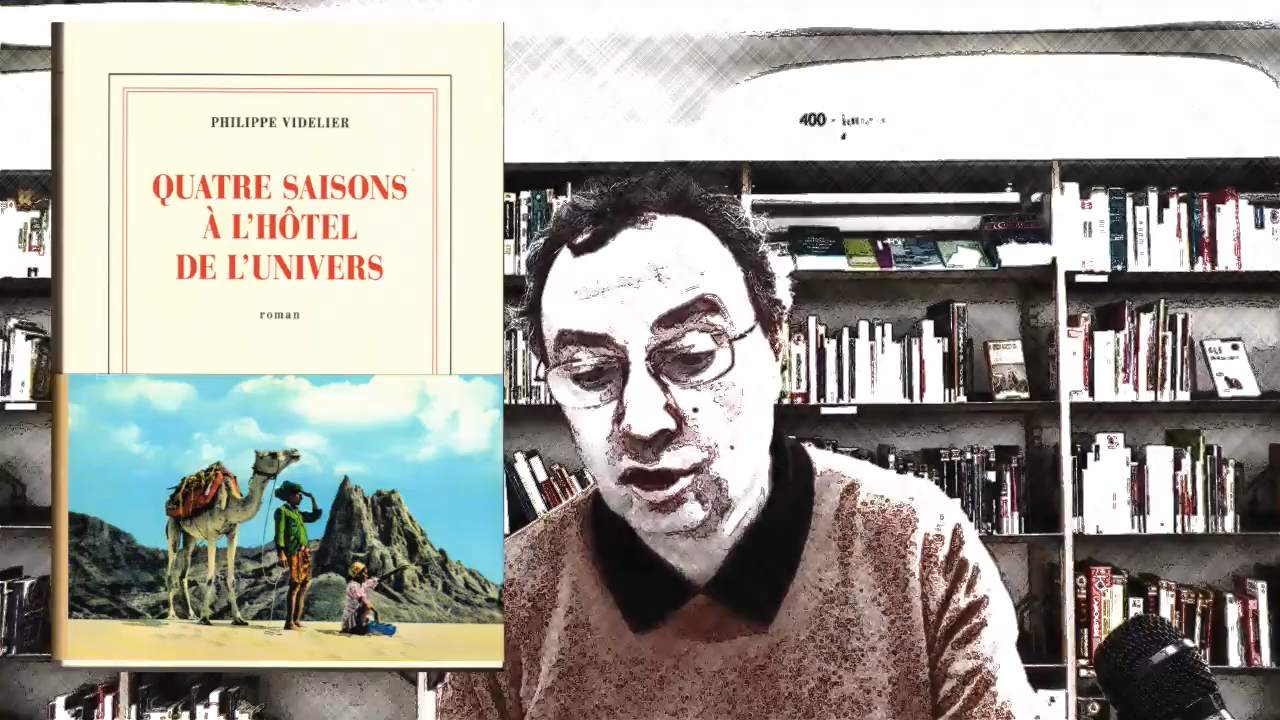 PHILIPPE VIDELIER
QUATRE SAISONS
À L'HÔTEL
DE L'UNIVERS
roman
400